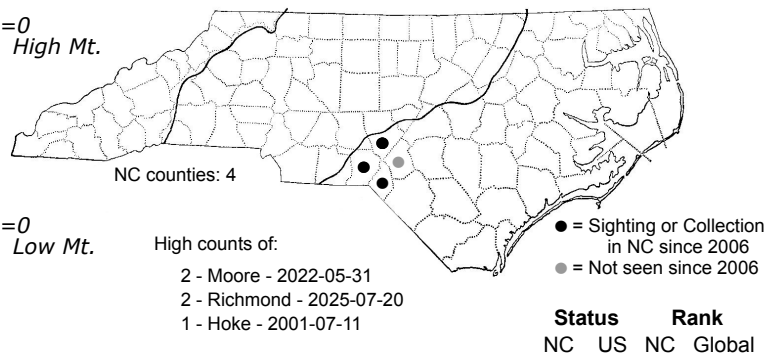 =0
High Mt.
NC counties: 4
=0
Low Mt.
High counts of:
2 - Moore - 2022-05-31
2 - Richmond - 2025-07-20
1 - Hoke - 2001-07-11
● = Sighting or Collection
in NC since 2006
● = Not seen since 2006
Status Rank
NC US NC Global